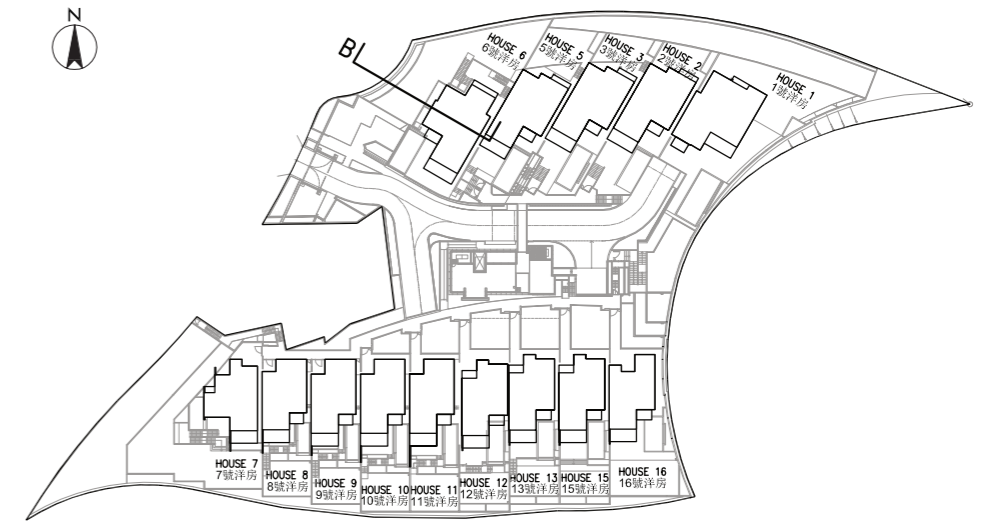 N
B
HOUSE 6
6號洋房
HOUSE 5
5號洋房
HOUSE 3
3號洋房
HOUSE 2
2號洋房
HOUSE 1
1號洋房
HOUSE 7
7號洋房
HOUSE 8
8號洋房
HOUSE 9
9號洋房
HOUSE 10
10號洋房
HOUSE 11
11號洋房
HOUSE 12
12號洋房
HOUSE 13
13號洋房
HOUSE 15
15號洋房
HOUSE 16
16號洋房